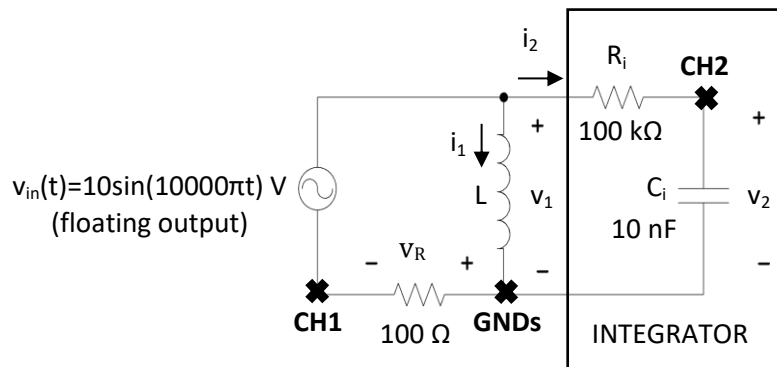 i₂
Rᵢ
CH2
100 kΩ
+
+
i₁
vᵢₙ(t)=10sin(10000πt) V
(floating output)
L
v₁
Cᵢ
10 nF
v₂
– vR +
–
–
CH1
100 Ω
GNDs
INTEGRATOR